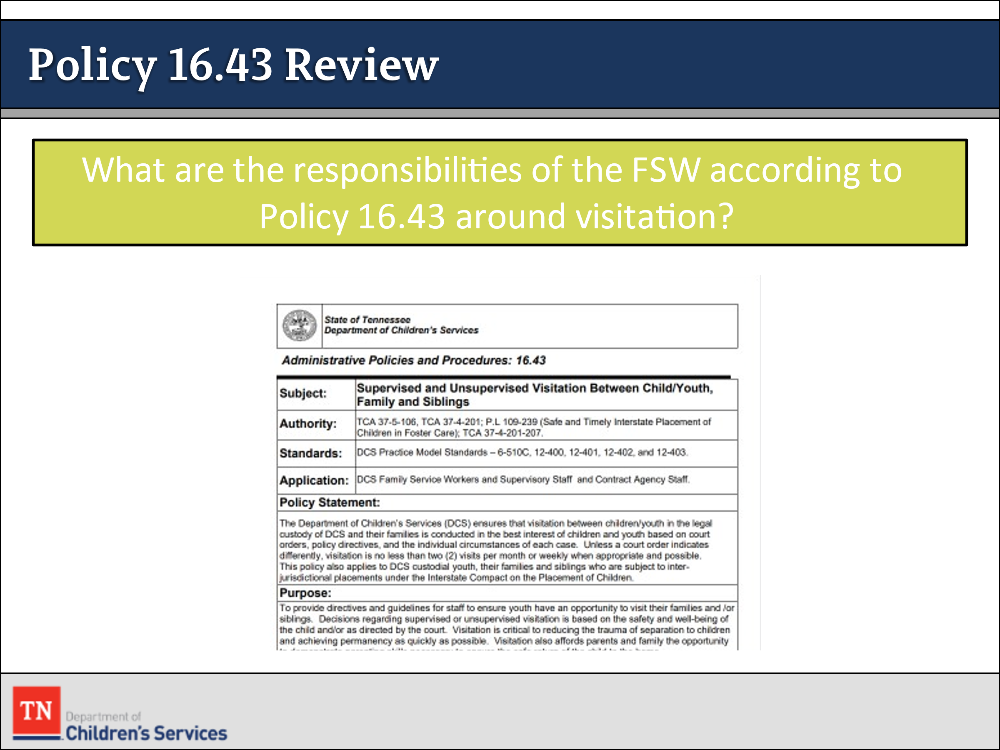 Policy 16.43 Review
What are the responsibilities of the FSW according to
Policy 16.43 around visitation?
State of Tennessee
Department of Children's Services
Administrative Policies and Procedures: 16.43
Subject:
Supervised and Unsupervised Visitation Between Child/Youth,
Family and Siblings
Authority:
TCA 37-5-106, TCA 37-4-201; P.L 109-239 (Safe and Timely Interstate Placement of
Children in Foster Care); TCA 37-4-201-207.
Standards:
DCS Practice Model Standards – 6-510C, 12-400, 12-401, 12-402, and 12-403.
Application:
DCS Family Service Workers and Supervisory Staff and Contract Agency Staff.
Policy Statement:
The Department of Children's Services (DCS) ensures that visitation between children/youth in the legal
custody of DCS and their families is conducted in the best interest of children and youth based on court
orders, policy directives, and the individual circumstances of each case. Unless a court order indicates
differently, visitation is no less than two (2) visits per month or weekly when appropriate and possible.
This policy also applies to DCS custodial youth, their families and siblings who are subject to inter-
jurisdictional placements under the Interstate Compact on the Placement of Children.
Purpose:
To provide directives and guidelines for staff to ensure youth have an opportunity to visit their families and /or
siblings. Decisions regarding supervised or unsupervised visitation is based on the safety and well-being of
the child and/or as directed by the court. Visitation is critical to reducing the trauma of separation to children
and achieving permanency as quickly as possible. Visitation also affords parents and family the opportunity
TN
Department of
Children's Services